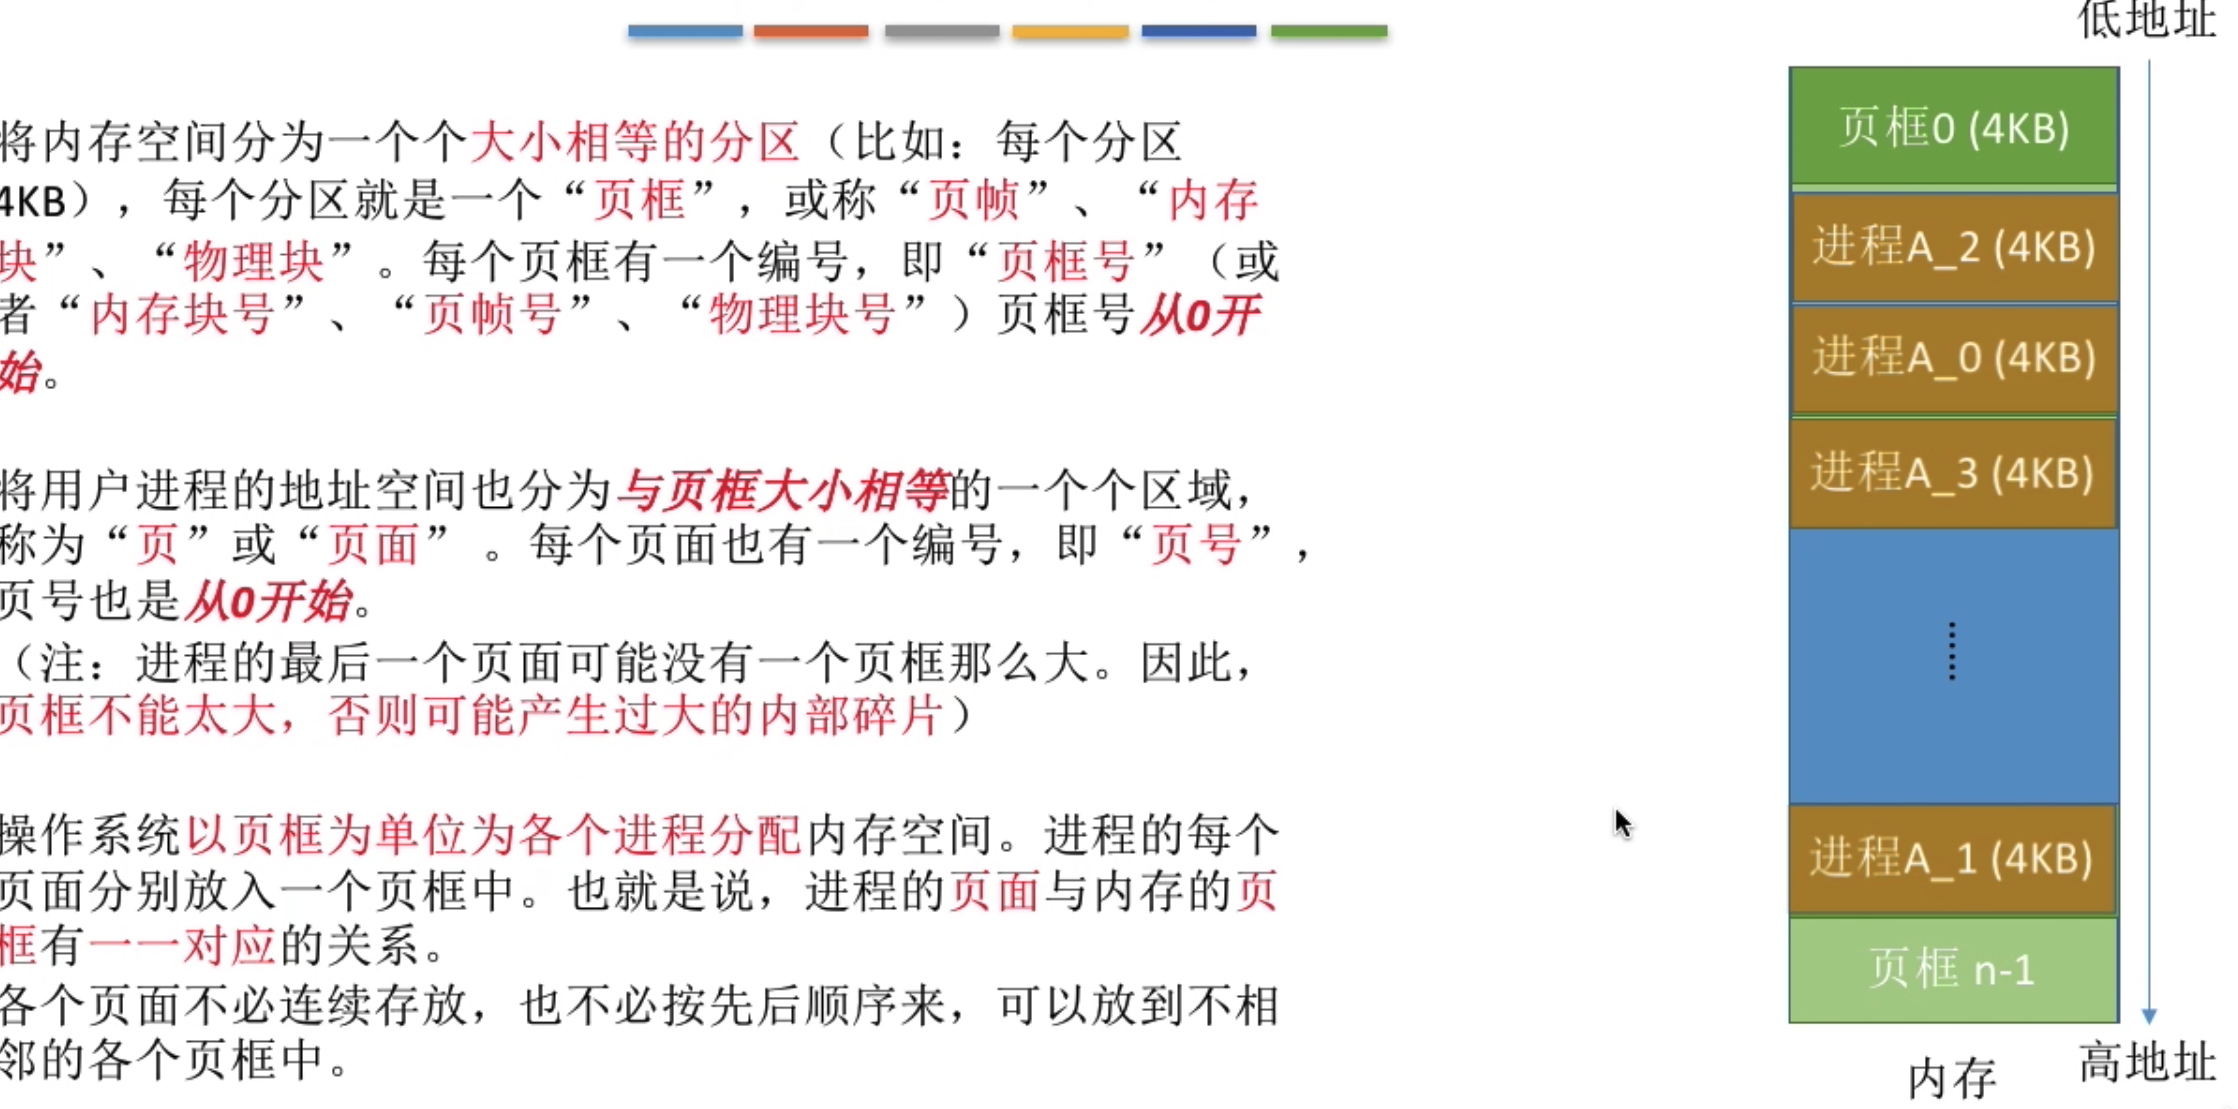 低地址
将内存空间分为一个个大小相等的分区（比如：每个分区
4KB），每个分区就是一个“页框”，或称“页帧”、“内存
块”、“物理块”。每个页框有一个编号，即“页框号”（或
者“内存块号”、“页帧号”、“物理块号”）页框号从0开
始。
将用户进程的地址空间也分为与页框大小相等的一个个区域，
称为“页”或“页面”。每个页面也有一个编号，即“页号”，
页号也是从0开始。
（注：进程的最后一个页面可能没有一个页框那么大。因此，
页框不能太大，否则可能产生过大的内部碎片）
操作系统以页框为单位为各个进程分配内存空间。进程的每个
页面分别放入一个页框中。也就是说，进程的页面与内存的页
框有一一对应的关系。
各个页面不必连续存放，也不必按先后顺序来，可以放到不相
邻的各个页框中。
页框0 (4KB)
进程A_2 (4KB)
进程A_0 (4KB)
进程A_3 (4KB)
......
进程A_1 (4KB)
页框 n-1
内存
高地址